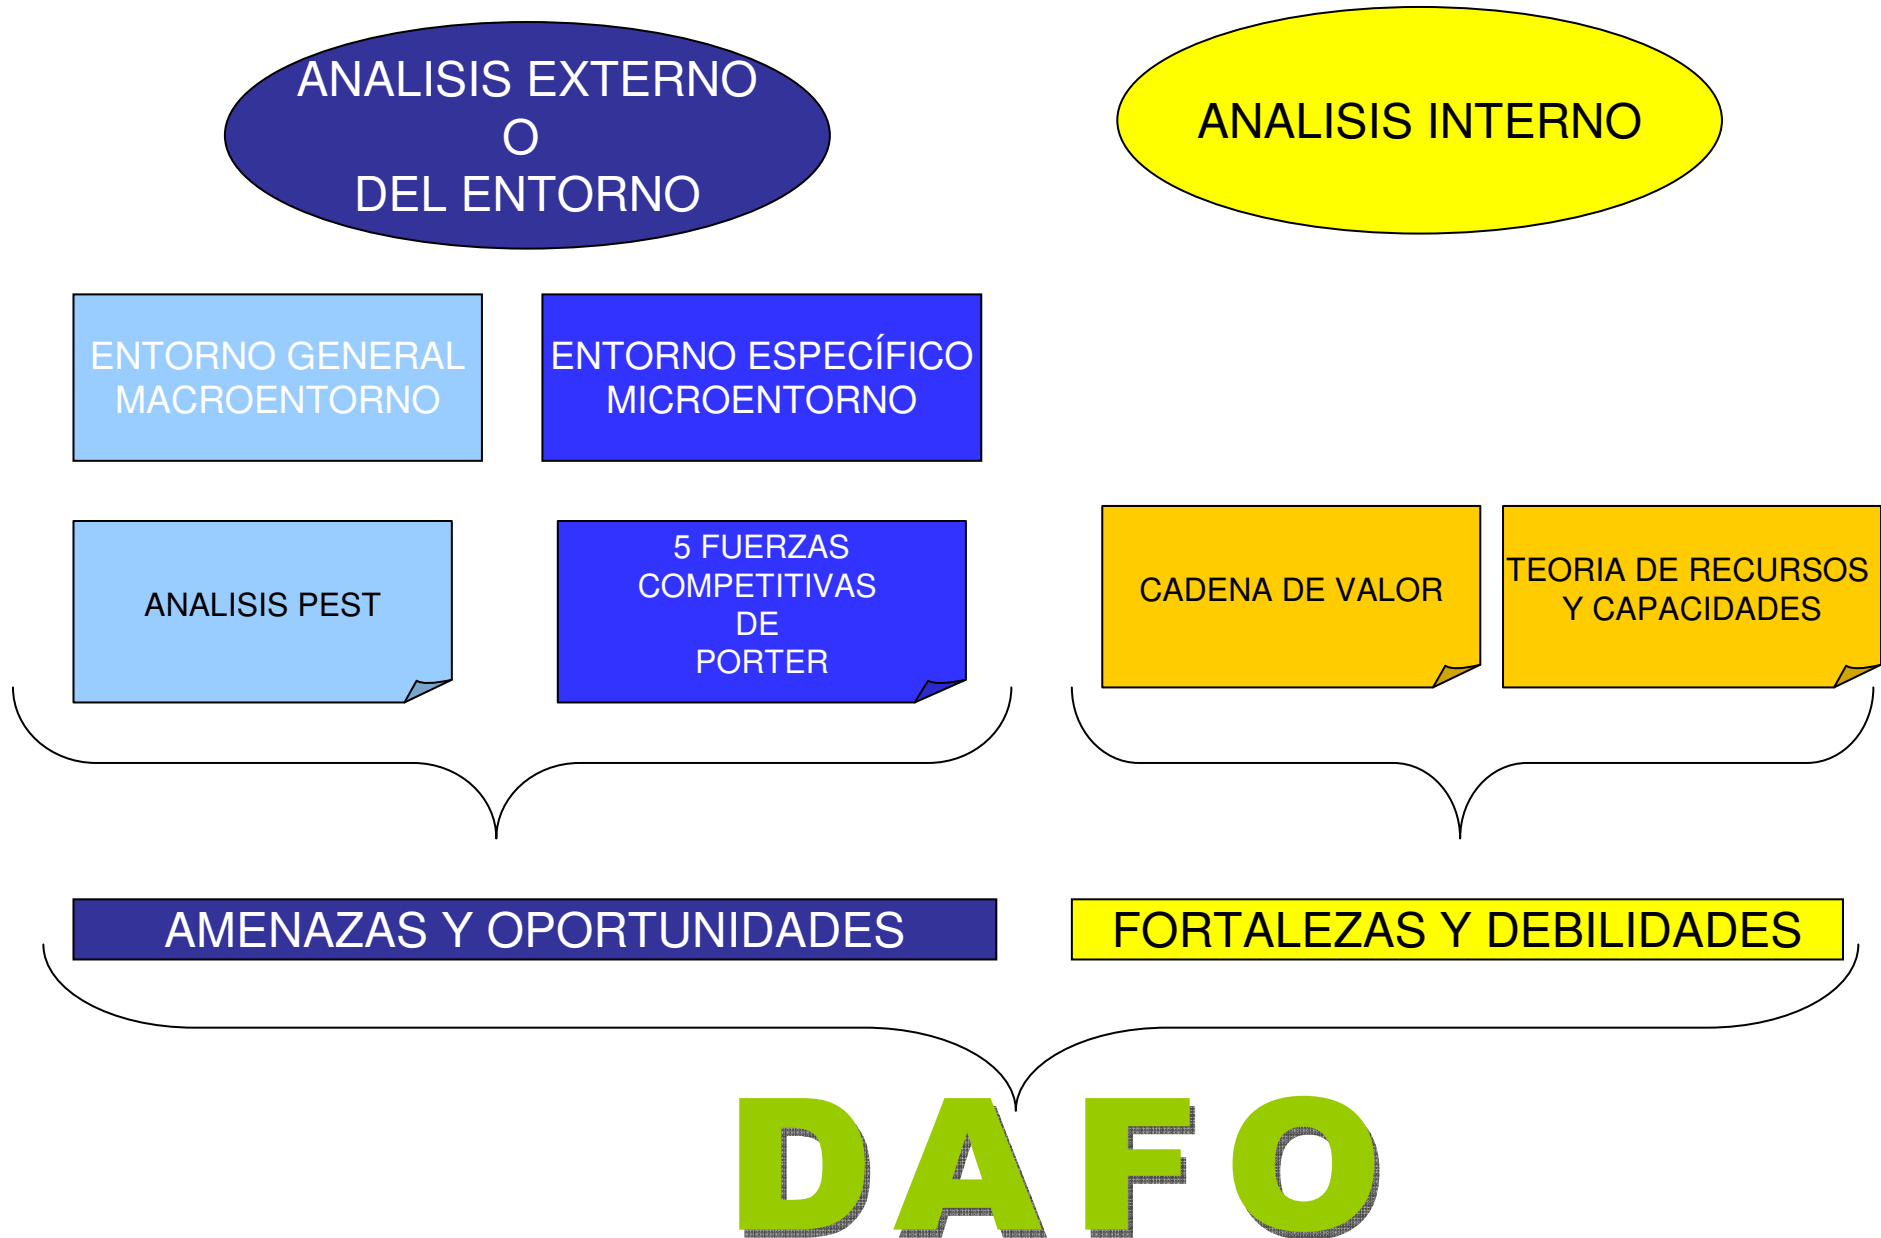 ANALISIS EXTERNO
O
DEL ENTORNO
ANALISIS INTERNO
ENTORNO GENERAL
MACROENTORNO
ENTORNO ESPECÍFICO
MICROENTORNO
ANALISIS PEST
5 FUERZAS
COMPETITIVAS
DE
PORTER
CADENA DE VALOR
TEORIA DE RECURSOS
Y CAPACIDADES
AMENAZAS Y OPORTUNIDADES
FORTALEZAS Y DEBILIDADES
DAFO